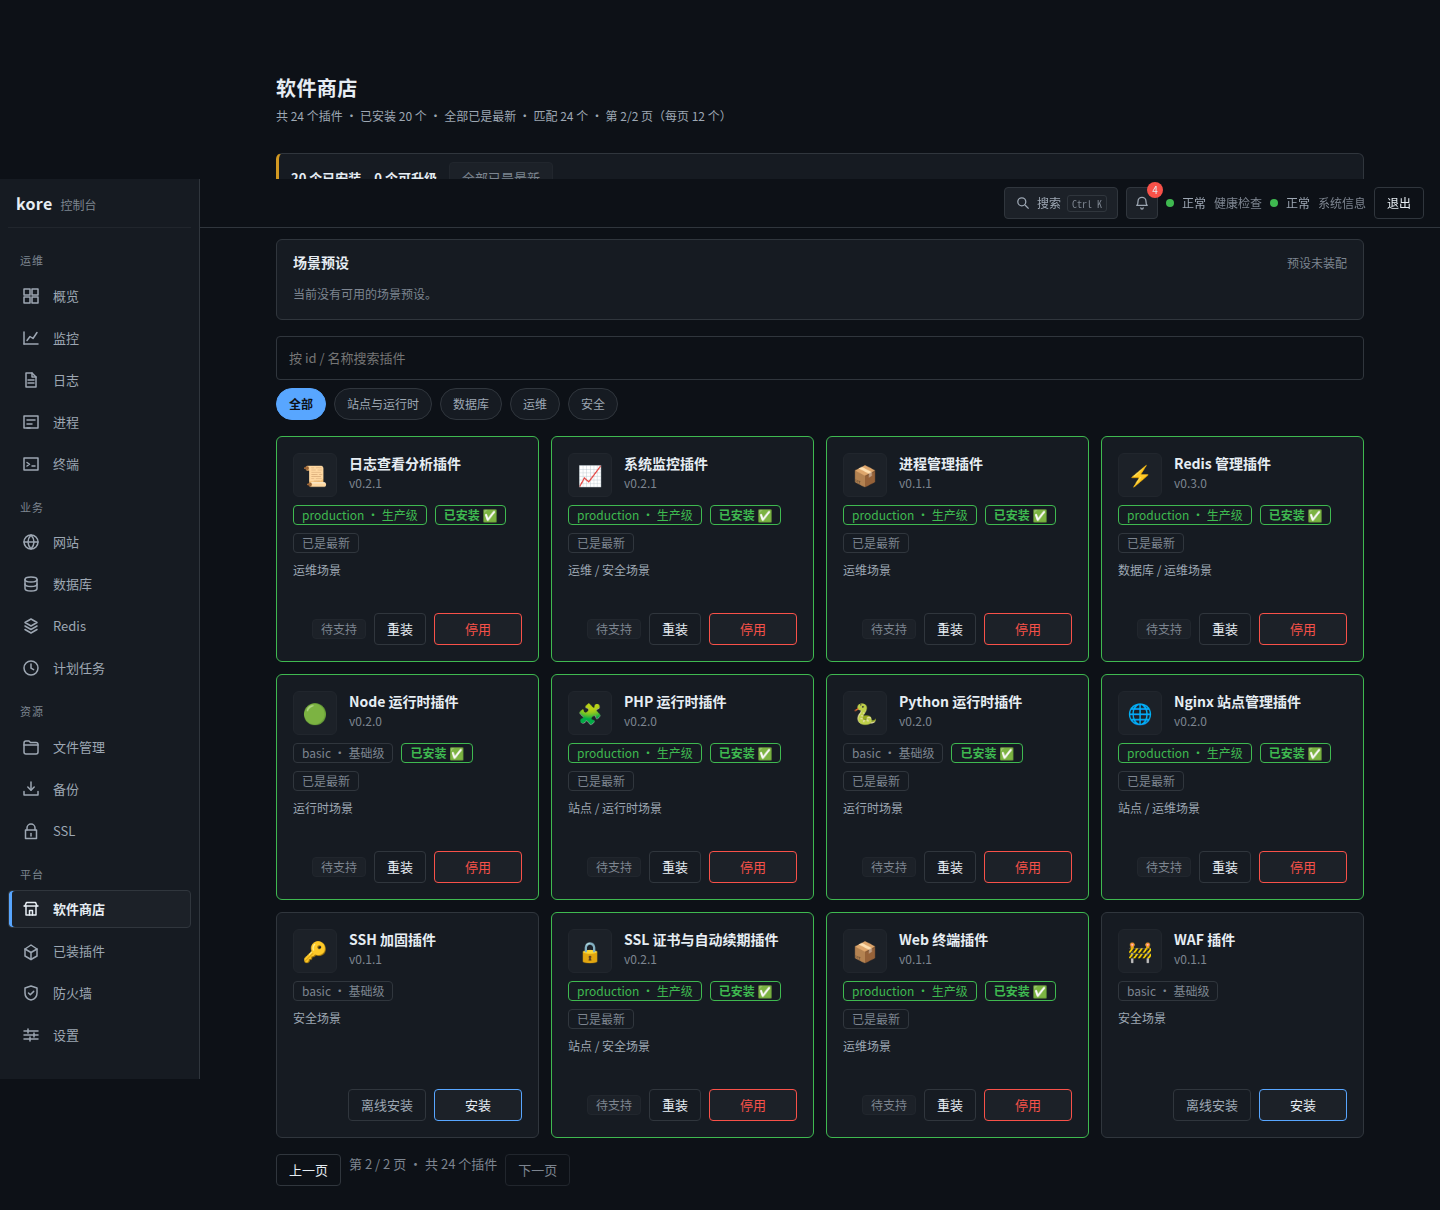 软件商店
共 24 个插件 · 已安装 20 个 · 全部已是最新 · 匹配 24 个 · 第 2/2 页（每页 12 个）
20 个已安装，0 个可升级 全部已是最新
kore 控制台
搜索 Ctrl K 4 正常 健康检查 正常 系统信息 退出
运维
概览
监控
日志
进程
终端
业务
网站
数据库
Redis
计划任务
资源
文件管理
备份
SSL
平台
软件商店
已装插件
防火墙
设置
场景预设 预设未装配
当前没有可用的场景预设。
按 id / 名称搜索插件
全部 站点与运行时 数据库 运维 安全
日志查看分析插件
v0.2.1
production · 生产级 已安装 ✅
已是最新
运维场景
待支持 重装 停用
系统监控插件
v0.2.1
production · 生产级 已安装 ✅
已是最新
运维 / 安全场景
待支持 重装 停用
进程管理插件
v0.1.1
production · 生产级 已安装 ✅
已是最新
运维场景
待支持 重装 停用
Redis 管理插件
v0.3.0
production · 生产级 已安装 ✅
已是最新
数据库 / 运维场景
待支持 重装 停用
Node 运行时插件
v0.2.0
basic · 基础级 已安装 ✅
已是最新
运行时场景
待支持 重装 停用
PHP 运行时插件
v0.2.0
production · 生产级 已安装 ✅
已是最新
站点 / 运行时场景
待支持 重装 停用
Python 运行时插件
v0.2.0
basic · 基础级 已安装 ✅
已是最新
运行时场景
待支持 重装 停用
Nginx 站点管理插件
v0.2.0
production · 生产级 已安装 ✅
已是最新
站点 / 运维场景
待支持 重装 停用
SSH 加固插件
v0.1.1
basic · 基础级
安全场景
离线安装 安装
SSL 证书与自动续期插件
v0.2.1
production · 生产级 已安装 ✅
已是最新
站点 / 安全场景
待支持 重装 停用
Web 终端插件
v0.1.1
production · 生产级 已安装 ✅
已是最新
运维场景
待支持 重装 停用
WAF 插件
v0.1.1
basic · 基础级
安全场景
离线安装 安装
上一页 第 2 / 2 页 · 共 24 个插件 下一页